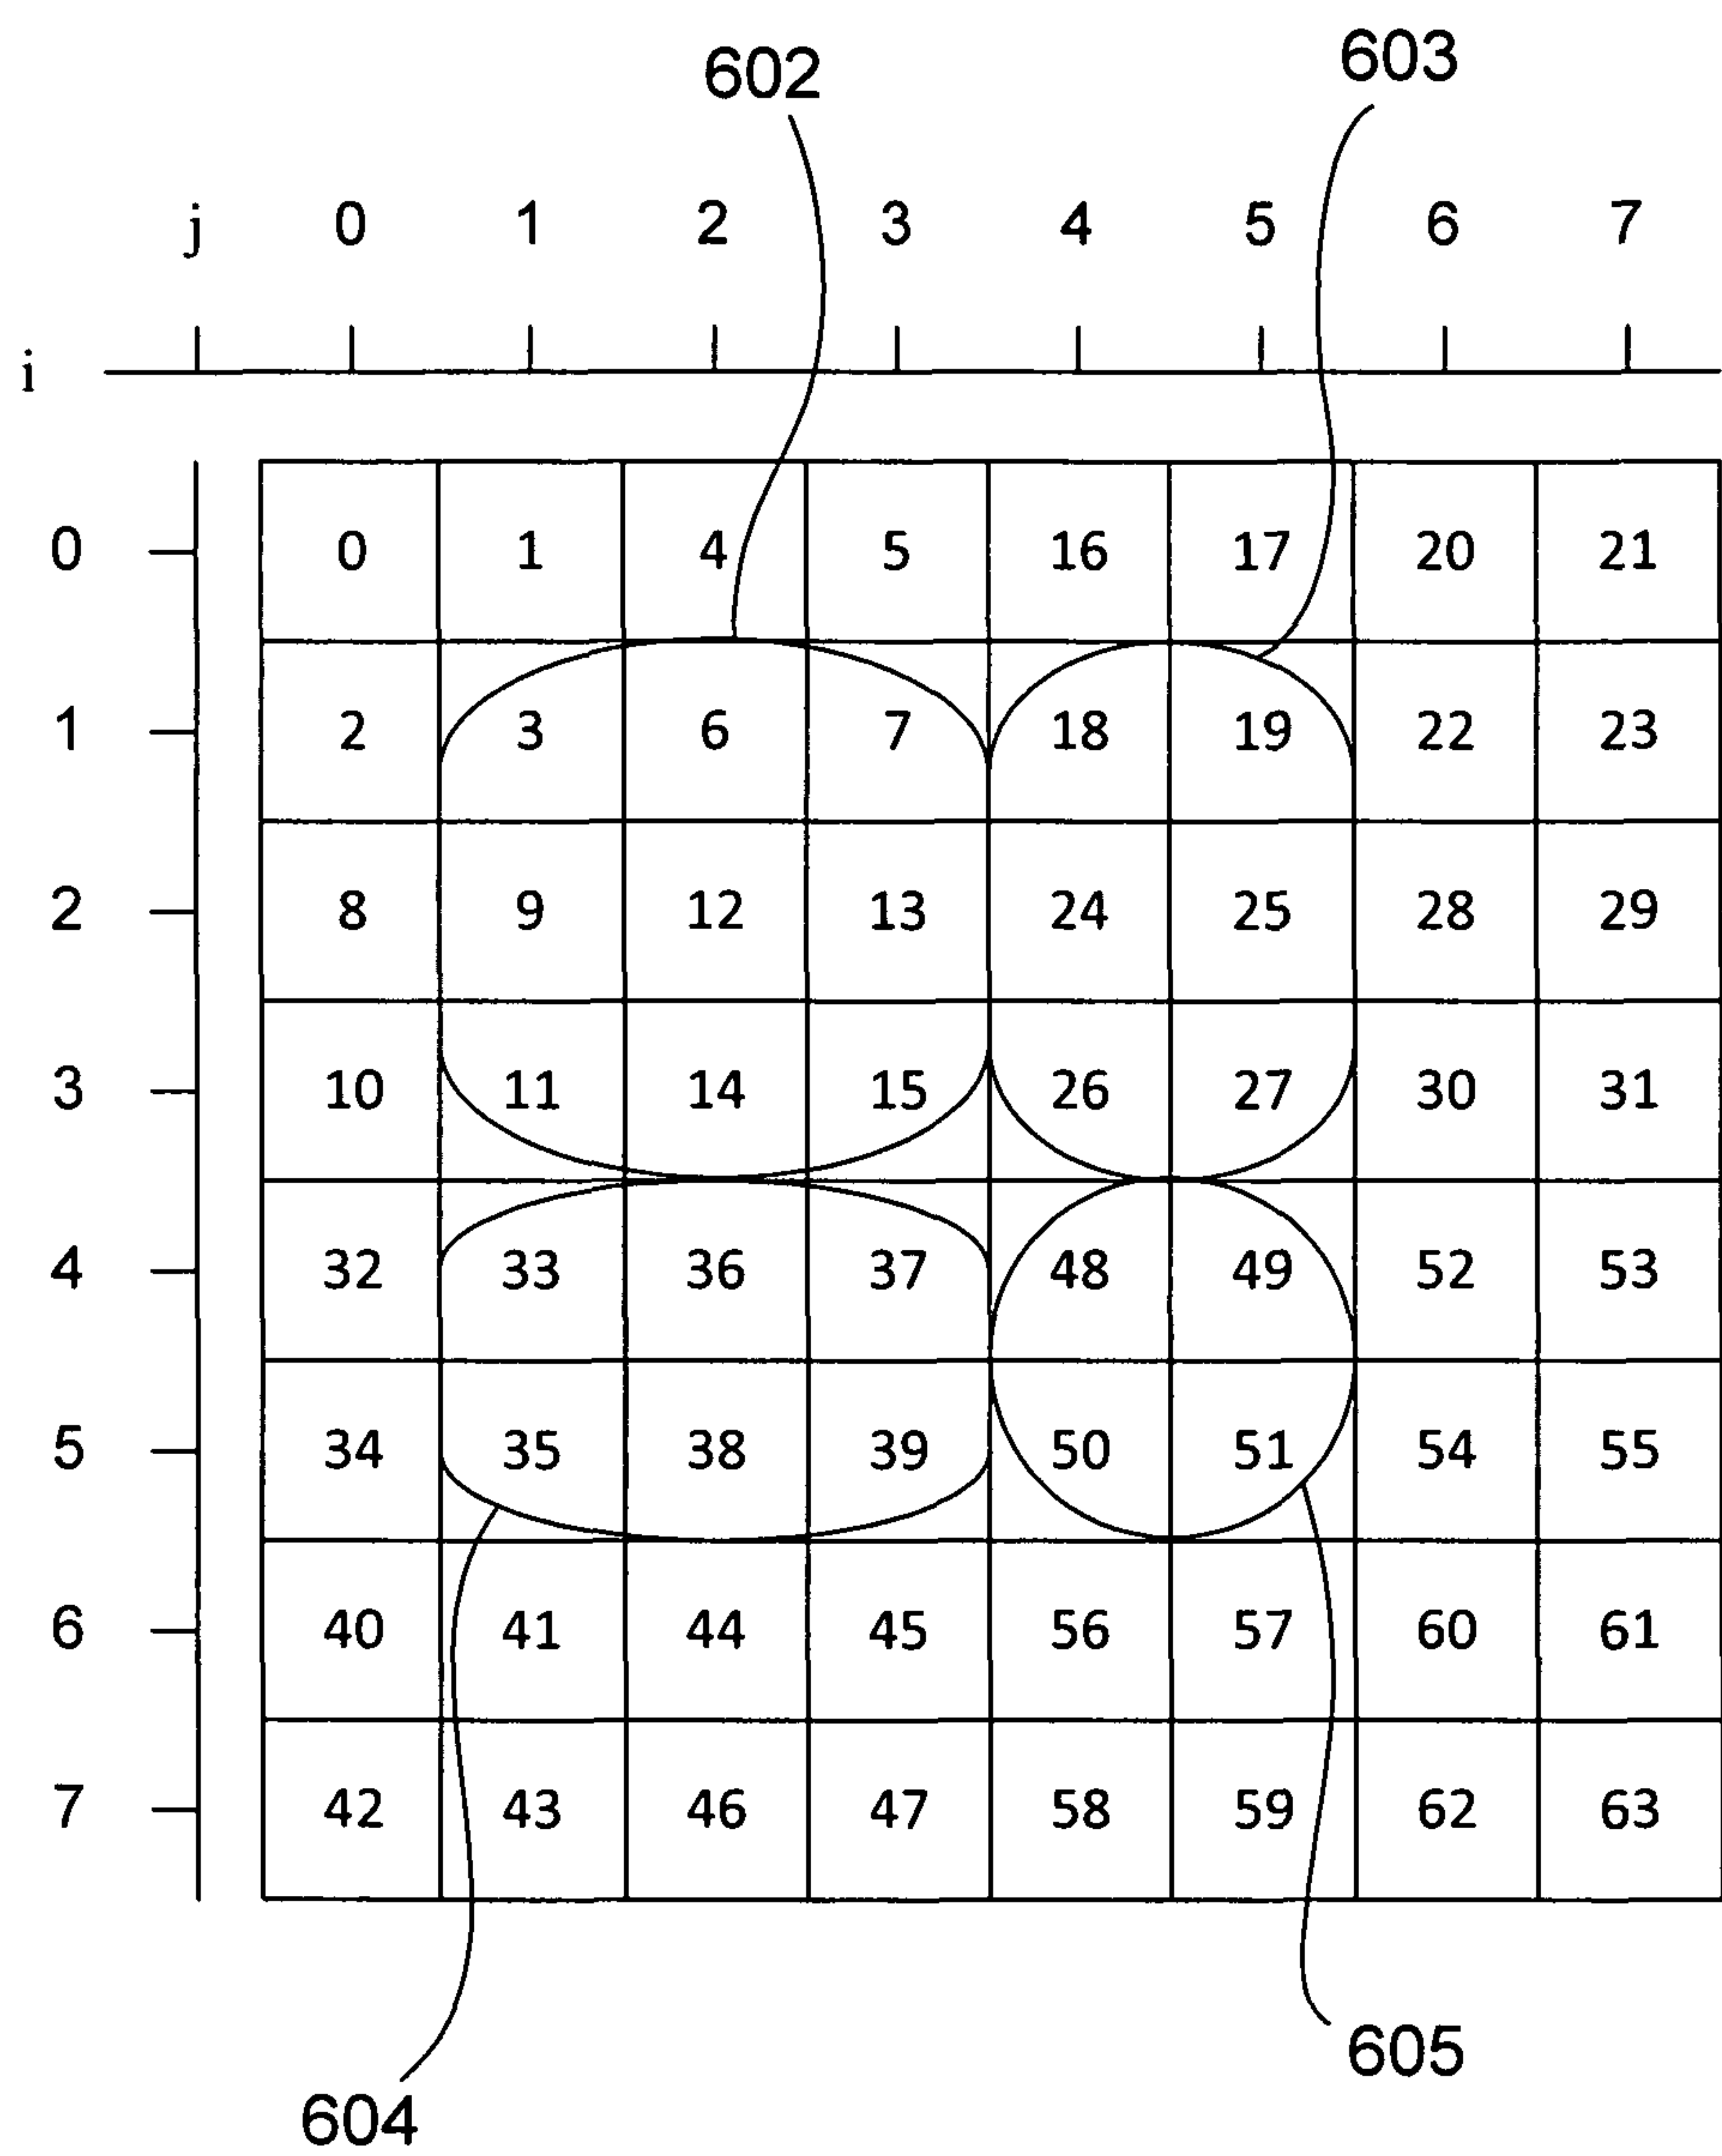 602 603
j 0 1 2 3 4 5 6 7
i
0 0 1 4 5 16 17 20 21
1 2 3 6 7 18 19 22 23
2 8 9 12 13 24 25 28 29
3 10 11 14 15 26 27 30 31
4 32 33 36 37 48 49 52 53
5 34 35 38 39 50 51 54 55
6 40 41 44 45 56 57 60 61
7 42 43 46 47 58 59 62 63
605
604